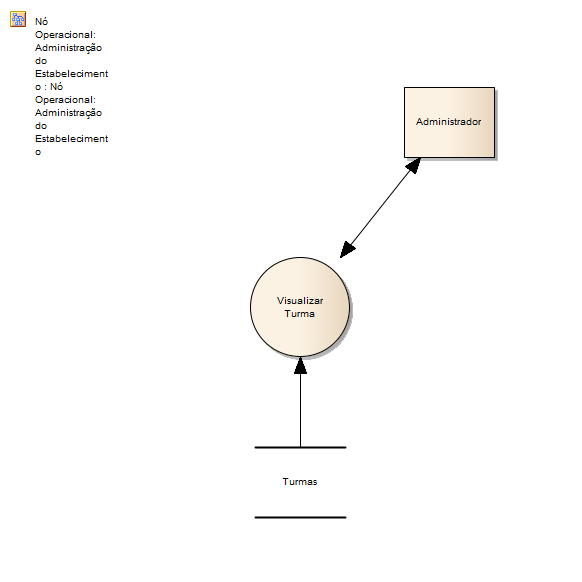 Nó
Operacional:
Administração
do
Estabeleciment
o : Nó
Operacional:
Administração
do
Estabeleciment
o
Administrador
Visualizar
Turma
Turmas